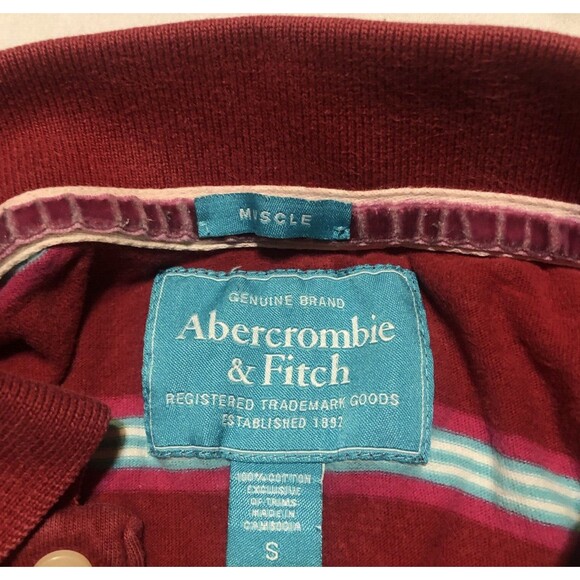 MUSCLE
GENUINE BRAND
Abercrombie
& Fitch
REGISTERED TRADEMARK GOODS
ESTABLISHED 1892
100% COTTON
EXCLUSIVE
OF TRIMS
MADE IN
CAMBODIA
S